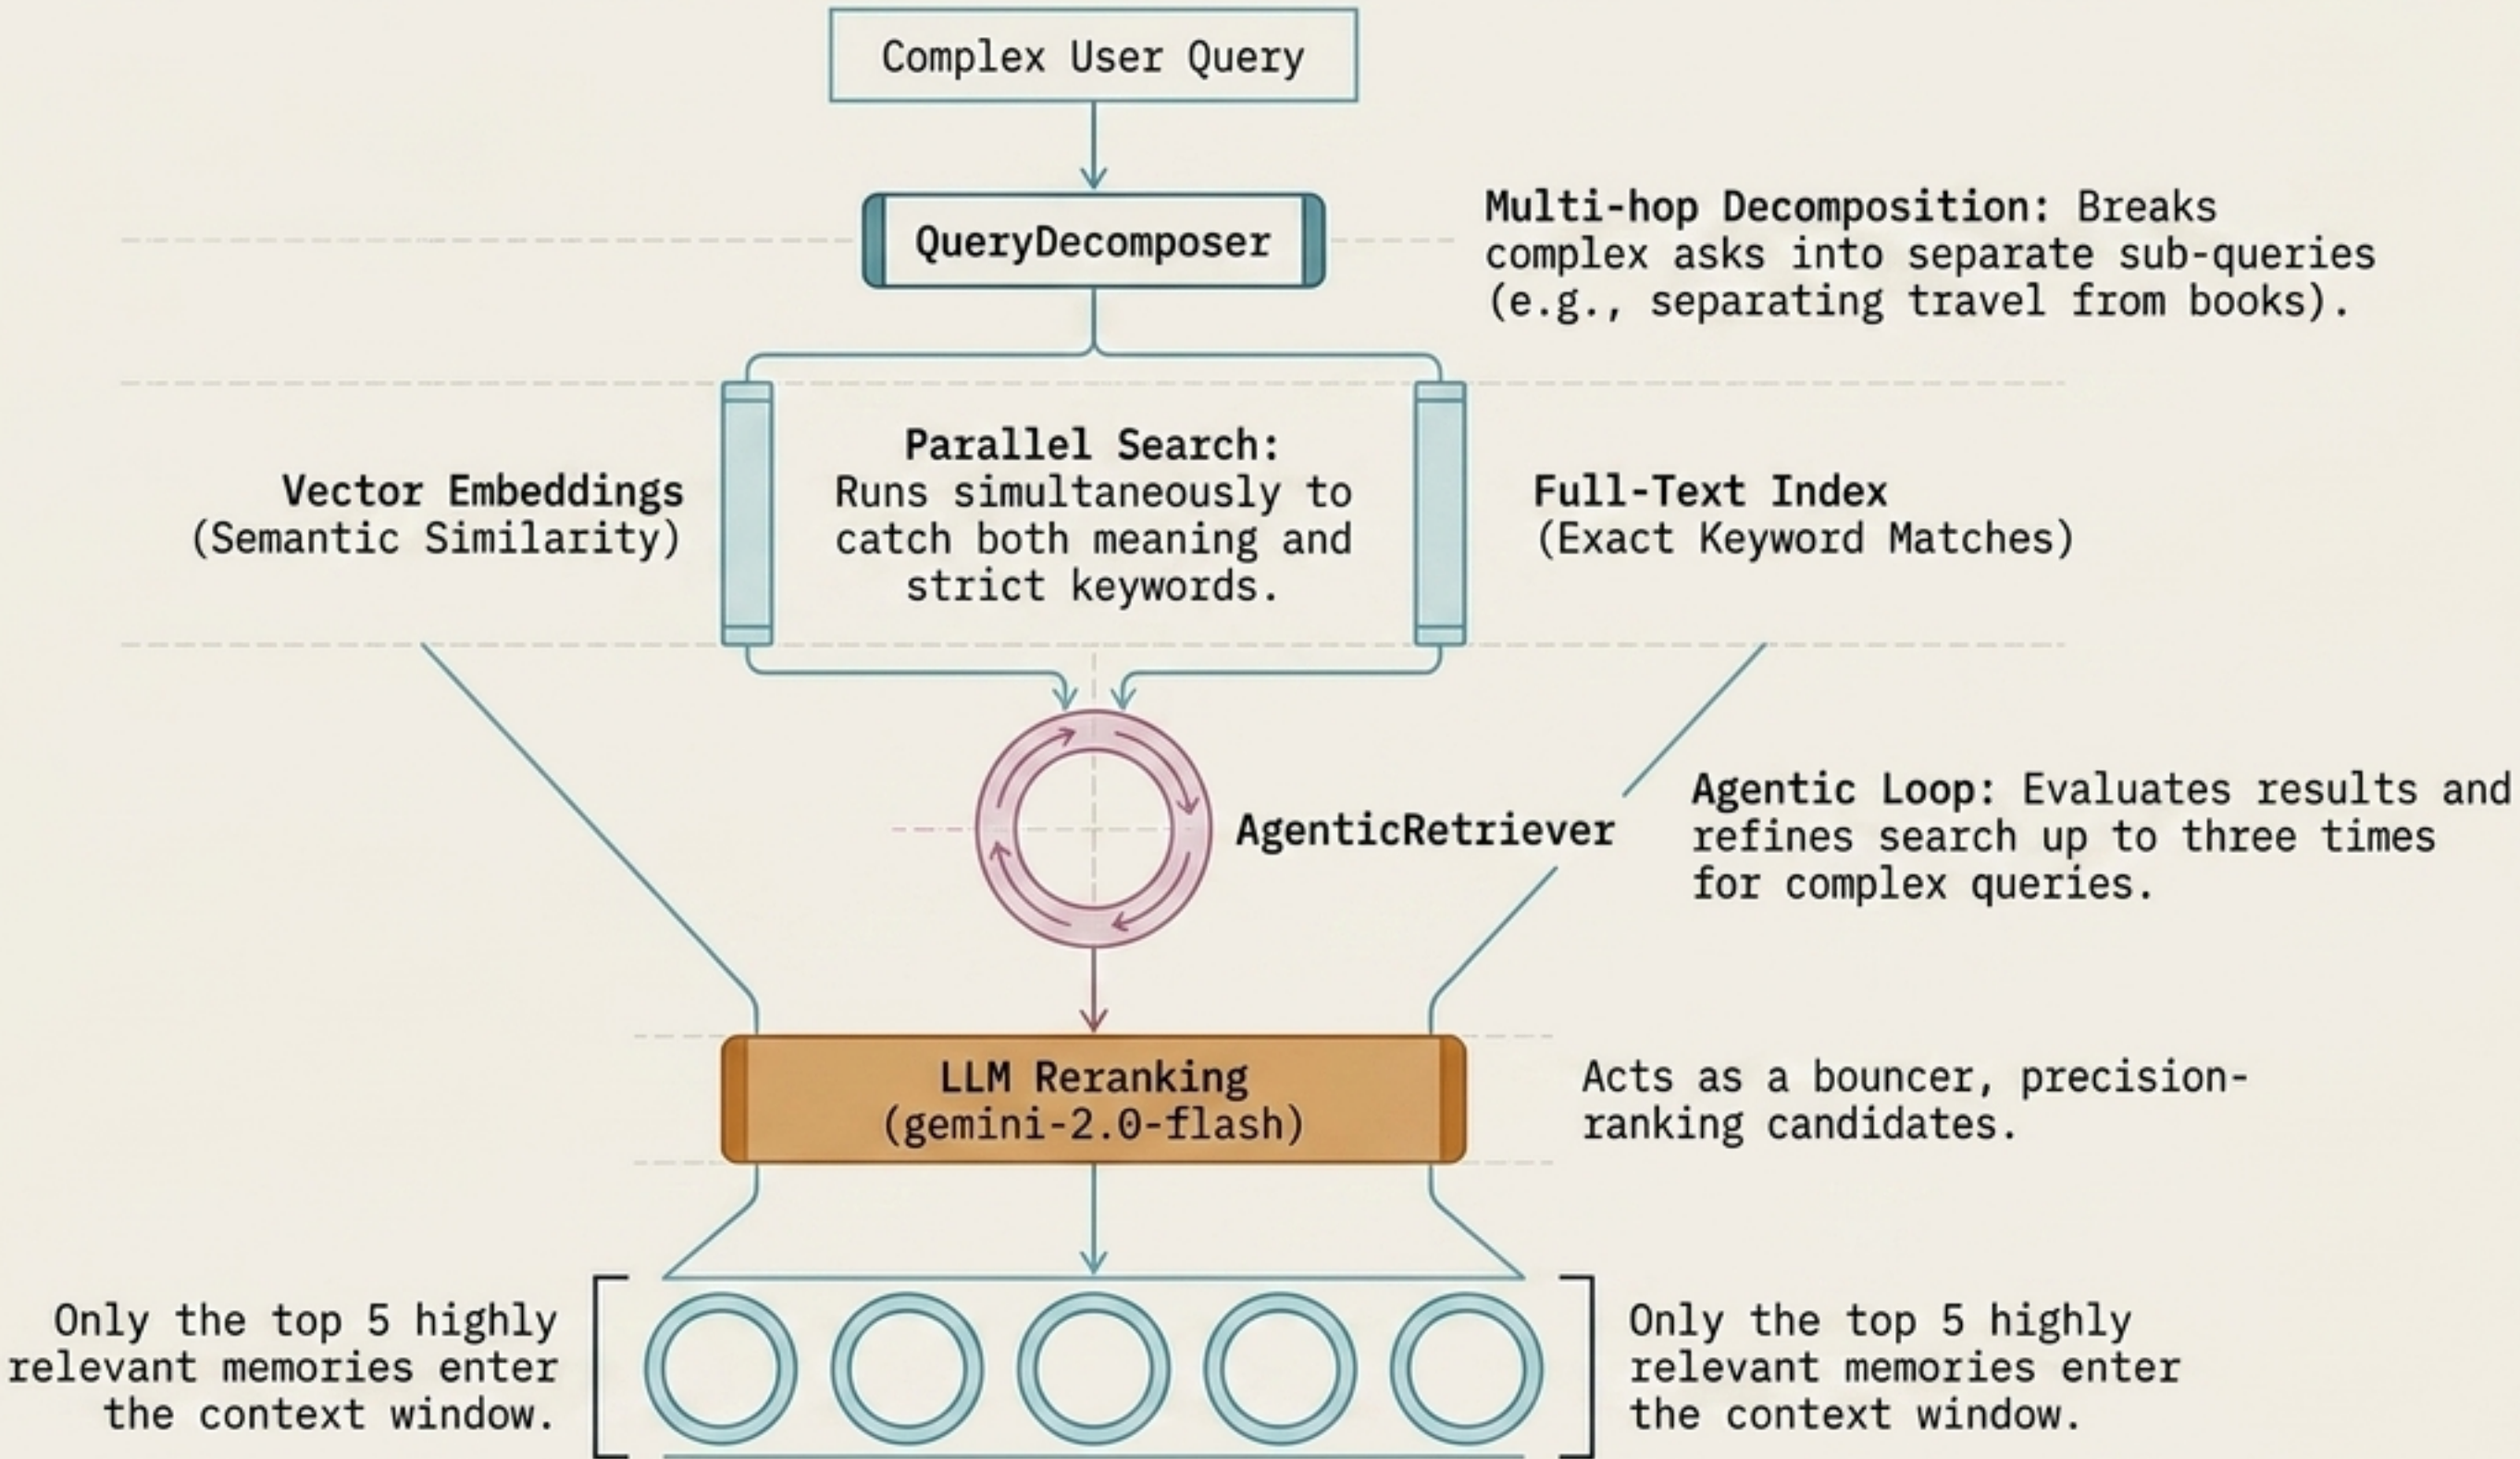 Complex User Query
QueryDecomposer
Multi-hop Decomposition: Breaks
complex asks into separate sub-queries
(e.g., separating travel from books).
Vector Embeddings
(Semantic Similarity)
Parallel Search:
Runs simultaneously to
catch both meaning and
strict keywords.
Full-Text Index
(Exact Keyword Matches)
AgenticRetriever
Agentic Loop: Evaluates results and
refines search up to three times
for complex queries.
LLM Reranking
(gemini-2.0-flash)
Acts as a bouncer, precision-
ranking candidates.
Only the top 5 highly
relevant memories enter
the context window.
Only the top 5 highly
relevant memories enter
the context window.